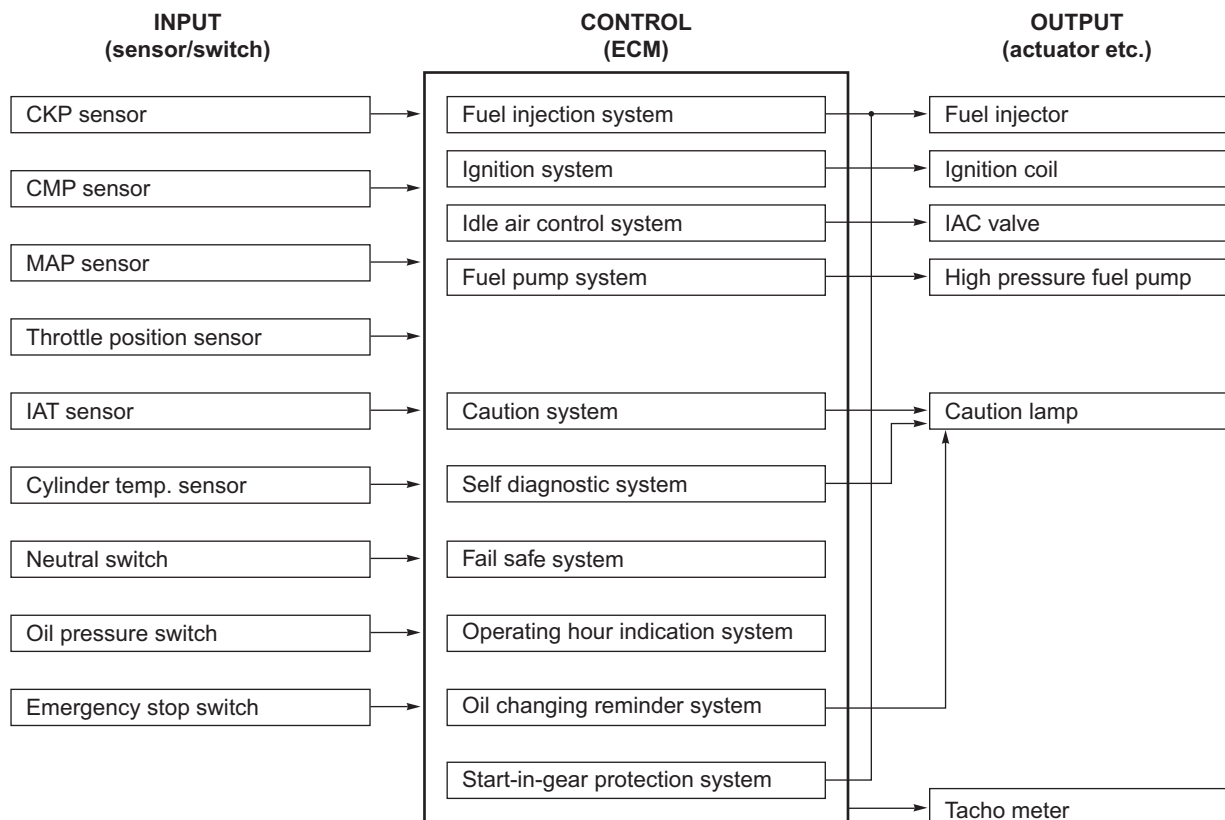 INPUT
(sensor/switch)
CONTROL
(ECM)
OUTPUT
(actuator etc.)
CKP sensor
CMP sensor
MAP sensor
Throttle position sensor
IAT sensor
Cylinder temp. sensor
Neutral switch
Oil pressure switch
Emergency stop switch
Fuel injection system
Ignition system
Idle air control system
Fuel pump system
Caution system
Self diagnostic system
Fail safe system
Operating hour indication system
Oil changing reminder system
Start-in-gear protection system
Fuel injector
Ignition coil
IAC valve
High pressure fuel pump
Caution lamp
Tacho meter